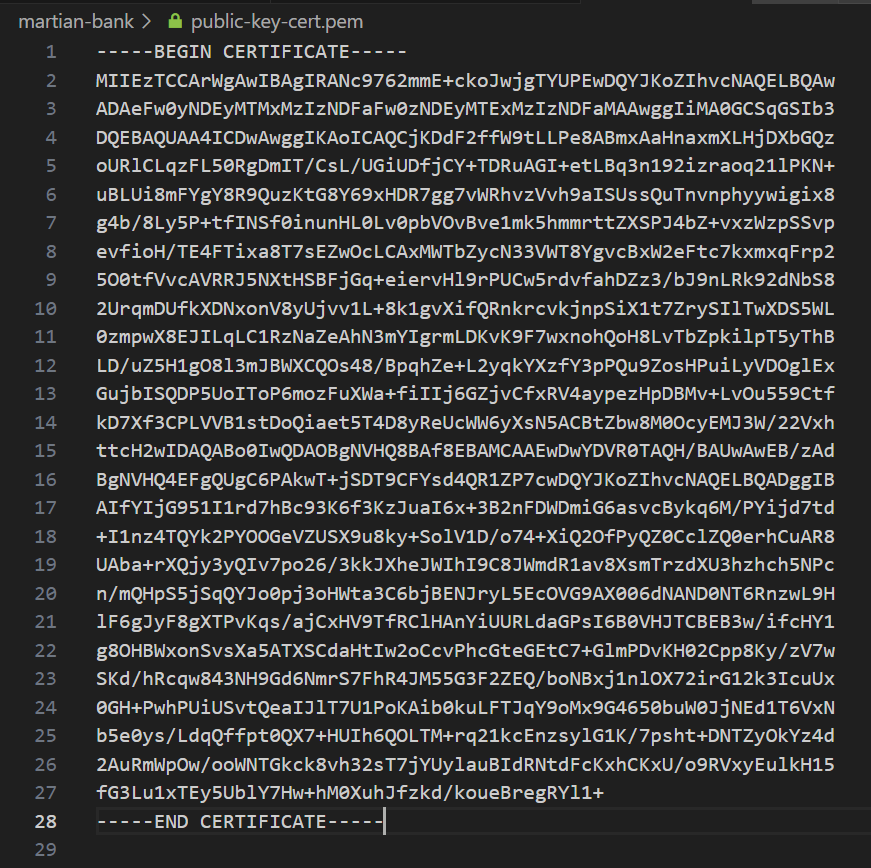 martian-bank > public-key-cert.pem
1 -----BEGIN CERTIFICATE-----
2 MIIEzTCCArWgAwIBAgIRANc9762mmE+ckoJwjgTYUPEwDQYJKoZIhvcNAQELBQAw
3 ADAeFw0yNDEyMTMxMzIzNDFaFw0zNDEyMTExMzIzNDFaMAAwggIiMA0GCSqGSIb3
4 DQEBAQUAA4ICDwAwggIKAoICAQCjKDdF2ffW9tLLPe8ABmxAaHnaxmXLHjDXbGQz
5 oURlCLqzFL50RgDmIT/CsL/UGiUDfjCY+TDRuAGI+etLBq3n192izraoq21lPKN+
6 uBLUi8mFYgY8R9QuzKtG8Y69xHDR7gg7vWRhvzVvh9aISUssQuTnvnphyywigix8
7 g4b/8Ly5P+tfINSf0inunHL0Lv0pbVOvBve1mk5hmmrttZXSPJ4bZ+vxzWzpSSvp
8 evfioH/TE4FTixa8T7sEZwOcLCAxMWTbZycN33VWT8YgvcBxW2eFtc7kxmxqFrp2
9 5O0tfVvcAVRRJ5NXtHSBFjGq+eiervHl9rPUCw5rdvfahDZz3/bJ9nLRk92dNbS8
10 2UrqmDUfkXDNxonV8yUjvv1L+8k1gvXifQRnkrcvkjnpSiX1t7ZrySIlTwXDS5WL
11 0zmpwX8EJILqLC1RzNaZeAhN3mYIgrmLDKvK9F7wxnohQoH8LvTbZpkilpT5yThB
12 LD/uZ5H1gO8l3mJBWXCQOs48/BpqhZe+L2yqkYXzfY3pPQu9ZosHPuiLyVDOglEx
13 GujbISQDP5UoIToP6mozFuXWa+fiIIj6GZjvCfxRV4aypezHpDBMv+LvOu559Ctf
14 kD7Xf3CPLVVB1stDoQiaet5T4D8yReUcWW6yXsN5ACBtZbw8M0OcyEMJ3W/22Vxh
15 ttcH2wIDAQABo0IwQDAOBgNVHQ8BAf8EBAMCAAEwDwYDVR0TAQH/BAUwAwEB/zAd
16 BgNVHQ4EFgQUgC6PAkwT+jSDT9CFYsd4QR1ZP7cwDQYJKoZIhvcNAQELBQADggIB
17 AIfYIjG951I1rd7hBc93K6f3KzJuaI6x+3B2nFDWDmiG6asvcBykq6M/PYijd7td
18 +I1nz4TQYk2PYOOGeVZUSX9u8ky+SolV1D/o74+XiQ2OfPyQZ0CclZQ0erhCuAR8
19 UAba+rXQjy3yQIv7po26/3kkJXheJWIhI9C8JWmdR1av8XsmTrzdXU3hzhch5NPc
20 n/mQHpS5jSqQYJo0pj3oHWta3C6bjBENJryL5EcOVG9AX006dNAND0NT6RnzwL9H
21 lF6gJyF8gXTPvKqs/ajCxHV9TfRClHAnYiUURLdaGPsI6B0VHJTCBEB3w/ifcHY1
22 g8OHBWxonSvsXa5ATXSCdaHtIw2oCcvPhcGteGEtC7+GlmPDvKH02Cpp8Ky/zV7w
23 SKd/hRcqw843NH9Gd6NmrS7FhR4JM55G3F2ZEQ/boNBxj1nlOX72irG12k3IcuUx
24 0GH+PwhPUiUSvtQeaIJlT7U1PoKAib0kuLFTJqY9oMx9G4650buW0JjNEd1T6VxN
25 b5e0ys/LdqQffpt0QX7+HUIh6QOLTM+rq21kcEnzsylG1K/7psht+DNTZyOkYz4d
26 2AuRmWpOw/ooWNTGkck8vh32sT7jYUylauBIdRNtdFcKxhCKxU/o9RVxyEulkH15
27 fG3Lu1xTEy5UblY7Hw+hM0XuhJfzkd/koueBregRYl1+
28 -----END CERTIFICATE-----
29